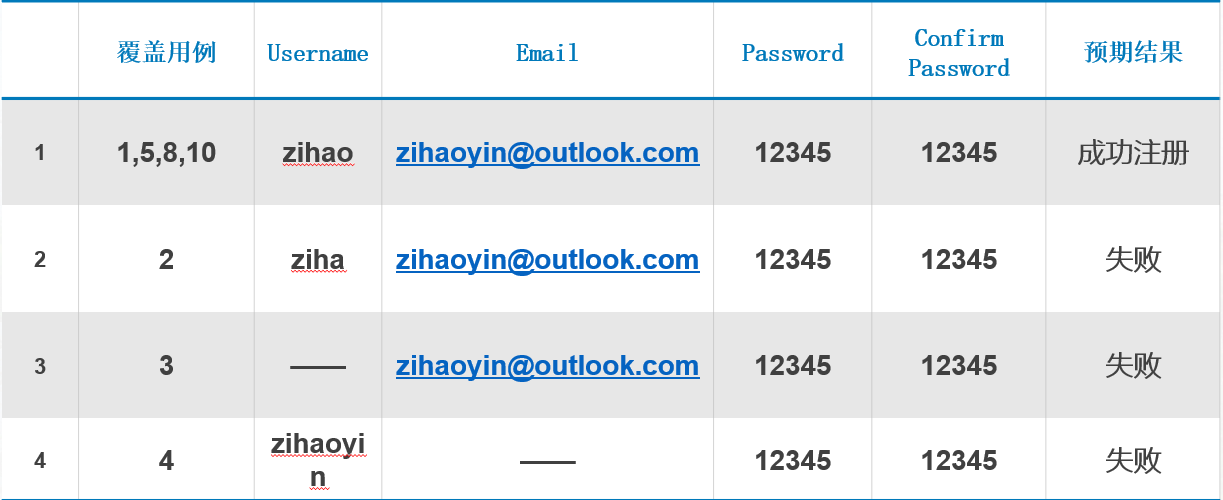 覆盖用例 Username Email Password Confirm Password 预期结果
1 1,5,8,10 zihao zihaoyin@outlook.com 12345 12345 成功注册
2 2 ziha zihaoyin@outlook.com 12345 12345 失败
3 3 —— zihaoyin@outlook.com 12345 12345 失败
4 4 zihaoyin —— 12345 12345 失败